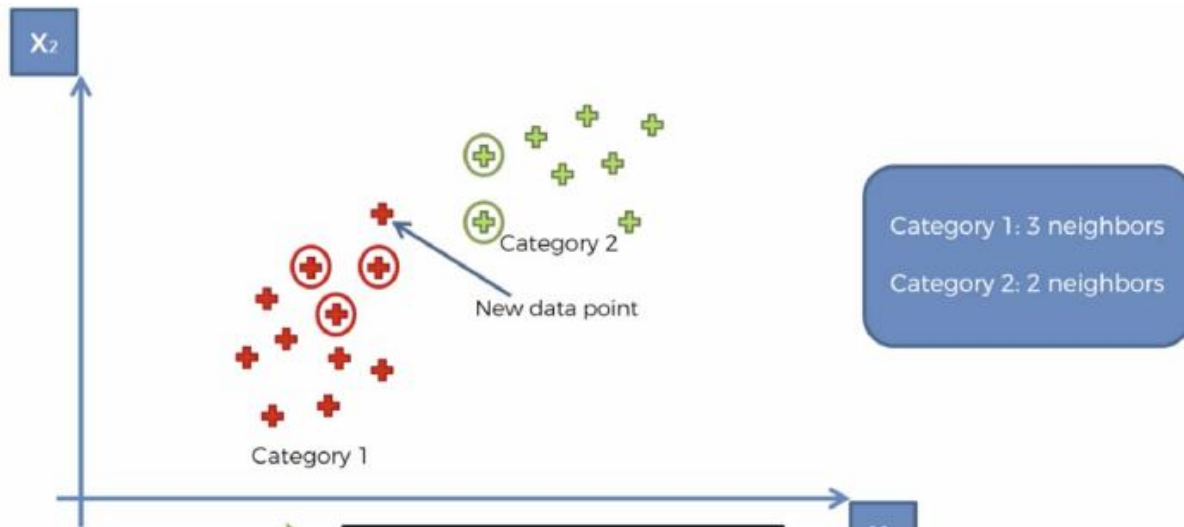 X₂
Category 2
New data point
Category 1
Category 1: 3 neighbors
Category 2: 2 neighbors